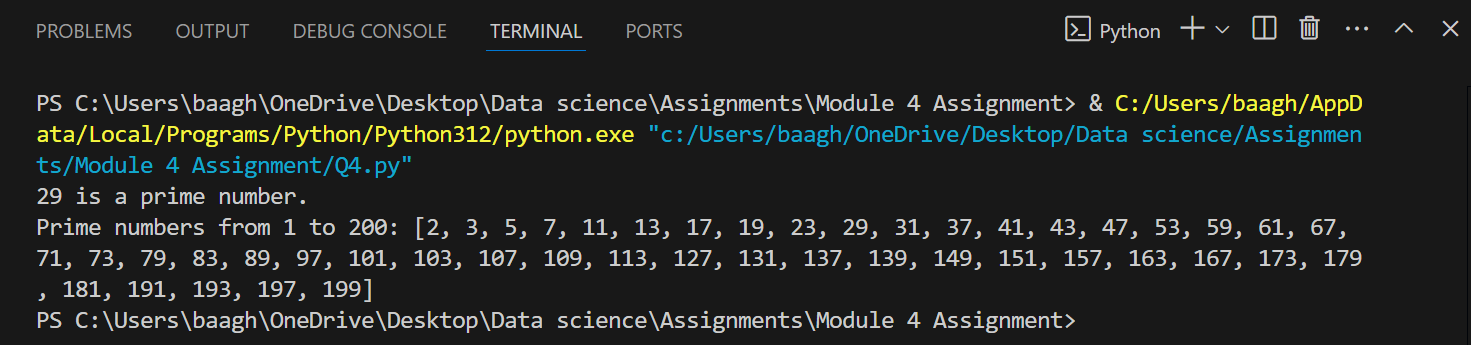 PROBLEMS OUTPUT DEBUG CONSOLE TERMINAL PORTS Python
PS C:\Users\baagh\OneDrive\Desktop\Data science\Assignments\Module 4 Assignment> & C:/Users/baagh/AppD
ata/Local/Programs/Python/Python312/python.exe "c:/Users/baagh/OneDrive/Desktop/Data science/Assignmen
ts/Module 4 Assignment/Q4.py"
29 is a prime number.
Prime numbers from 1 to 200: [2, 3, 5, 7, 11, 13, 17, 19, 23, 29, 31, 37, 41, 43, 47, 53, 59, 61, 67,
71, 73, 79, 83, 89, 97, 101, 103, 107, 109, 113, 127, 131, 137, 139, 149, 151, 157, 163, 167, 173, 179
, 181, 191, 193, 197, 199]
PS C:\Users\baagh\OneDrive\Desktop\Data science\Assignments\Module 4 Assignment>